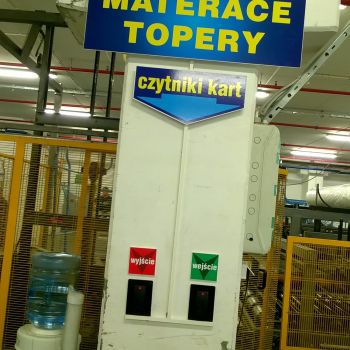 MATERACE
TOPERY
czytniki kart
wyjście
wejście